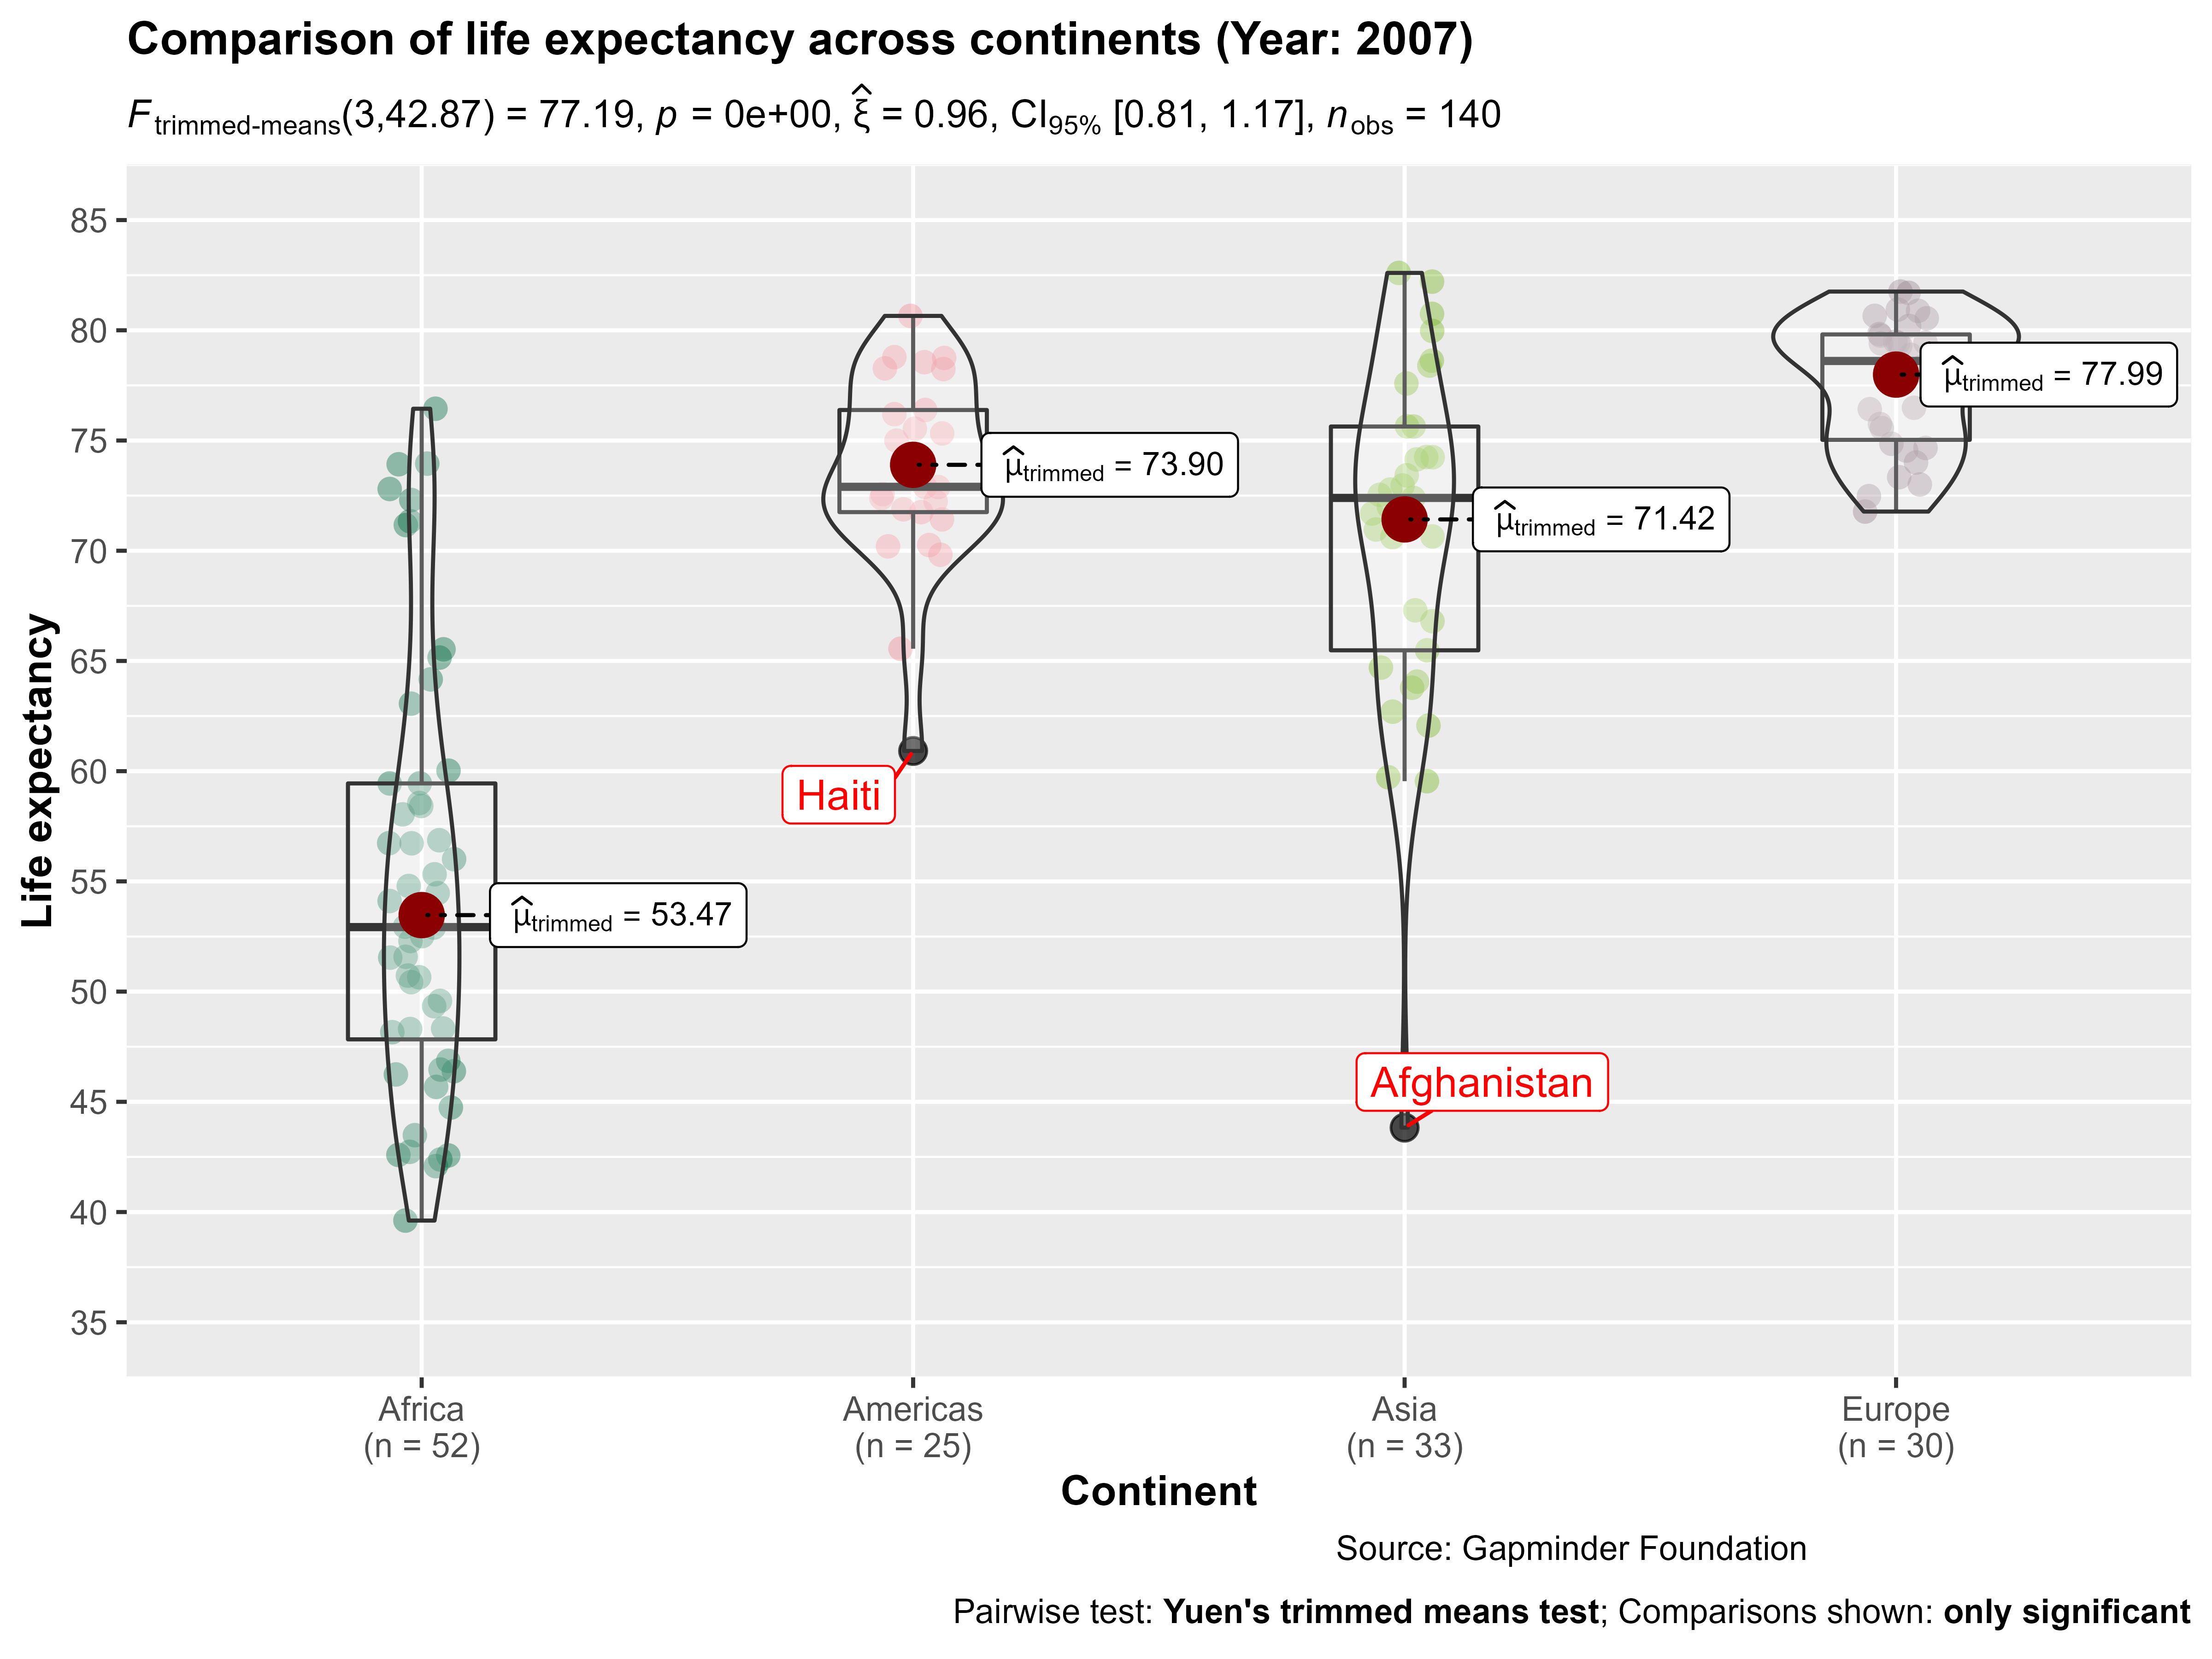 Comparison of life expectancy across continents (Year: 2007)
F trimmed-means(3,42.87) = 77.19, p = 0e+00, ξ̂ = 0.96, CI95% [0.81, 1.17], nobs = 140
Life expectancy
85
80
75
70
65
60
55
50
45
40
35
μ̂trimmed = 53.47
μ̂trimmed = 73.90
μ̂trimmed = 71.42
μ̂trimmed = 77.99
Haiti
Afghanistan
Africa
(n = 52)
Americas
(n = 25)
Asia
(n = 33)
Europe
(n = 30)
Continent
Source: Gapminder Foundation
Pairwise test: Yuen's trimmed means test; Comparisons shown: only significant